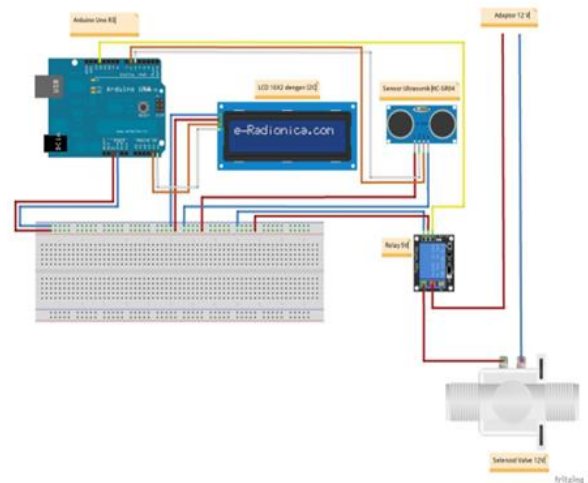 Arduino Uno R3
Adaptor 12 V
LCD 16X2 dengan I2C
Sensor Ultrasonik HC-SR04
Arduino UNO
e-Radionica.com
Relay 5V
Selenoid Valve 12V
fritzing